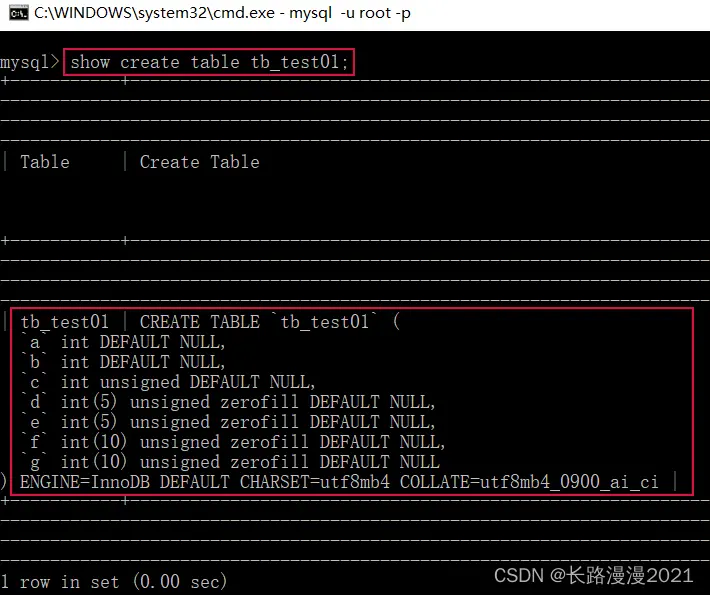 C:\WINDOWS\system32\cmd.exe - mysql  -u root -p
mysql> show create table tb_test01;
| Table     | Create Table
| tb_test01 | CREATE TABLE `tb_test01` (
`a` int DEFAULT NULL,
`b` int DEFAULT NULL,
`c` int unsigned DEFAULT NULL,
`d` int(5) unsigned zerofill DEFAULT NULL,
`e` int(5) unsigned zerofill DEFAULT NULL,
`f` int(10) unsigned zerofill DEFAULT NULL,
`g` int(10) unsigned zerofill DEFAULT NULL
) ENGINE=InnoDB DEFAULT CHARSET=utf8mb4 COLLATE=utf8mb4_0900_ai_ci |
1 row in set (0.00 sec)
CSDN @长路漫漫2021